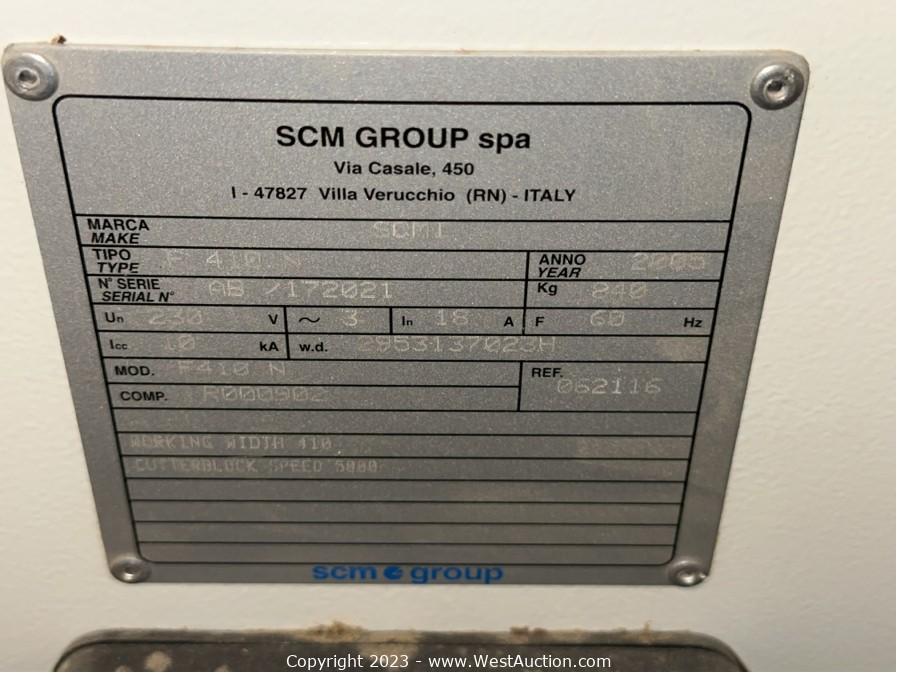 SCM GROUP spa
Via Casale, 450
I - 47827 Villa Verucchio (RN) - ITALY
MARCA
MAKE SCMI
TIPO
TYPE F 410 N
ANNO
YEAR 2005
N° SERIE
SERIAL N° AB /172021
Kg 840
Un 230 V ~ 3 In 18 A F 60 Hz
Icc 10 kA w.d. 2953137023H
MOD. F410 N
REF. 062116
COMP. R000902
WORKING WIDTH 410
CUTTERBLOCK SPEED 5000
scm group
Copyright 2023 - www.WestAuction.com